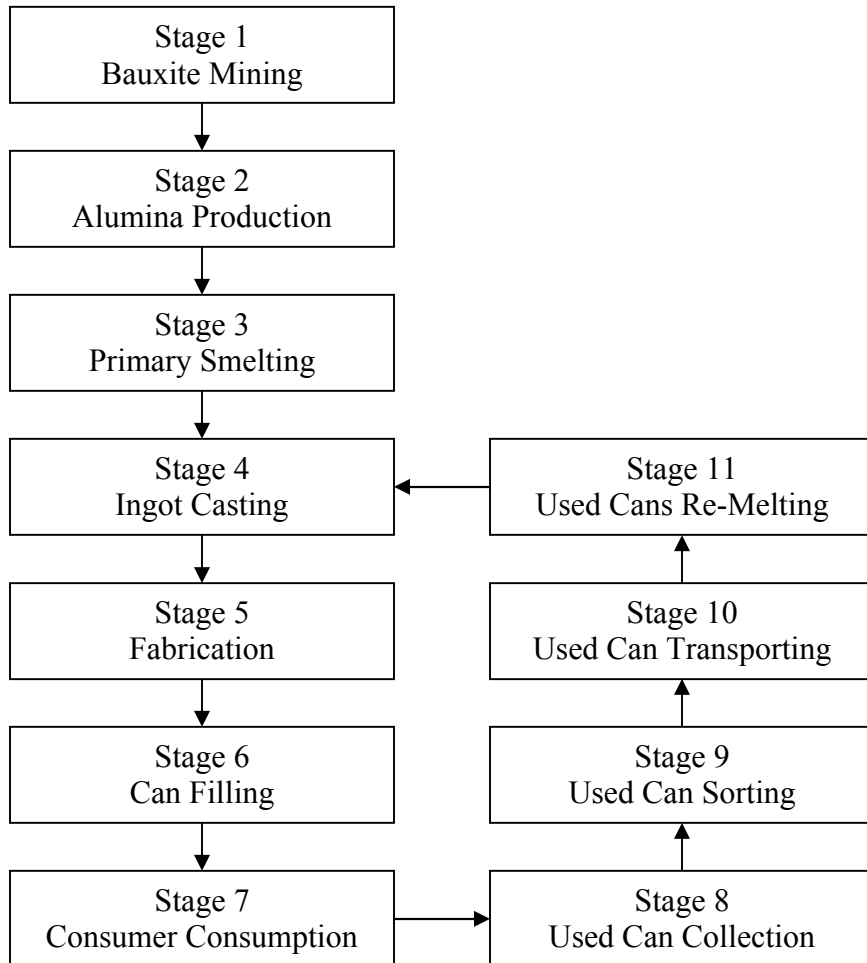 Stage 1
Bauxite Mining
Stage 2
Alumina Production
Stage 3
Primary Smelting
Stage 4
Ingot Casting
Stage 5
Fabrication
Stage 6
Can Filling
Stage 7
Consumer Consumption
Stage 8
Used Can Collection
Stage 9
Used Can Sorting
Stage 10
Used Can Transporting
Stage 11
Used Cans Re-Melting